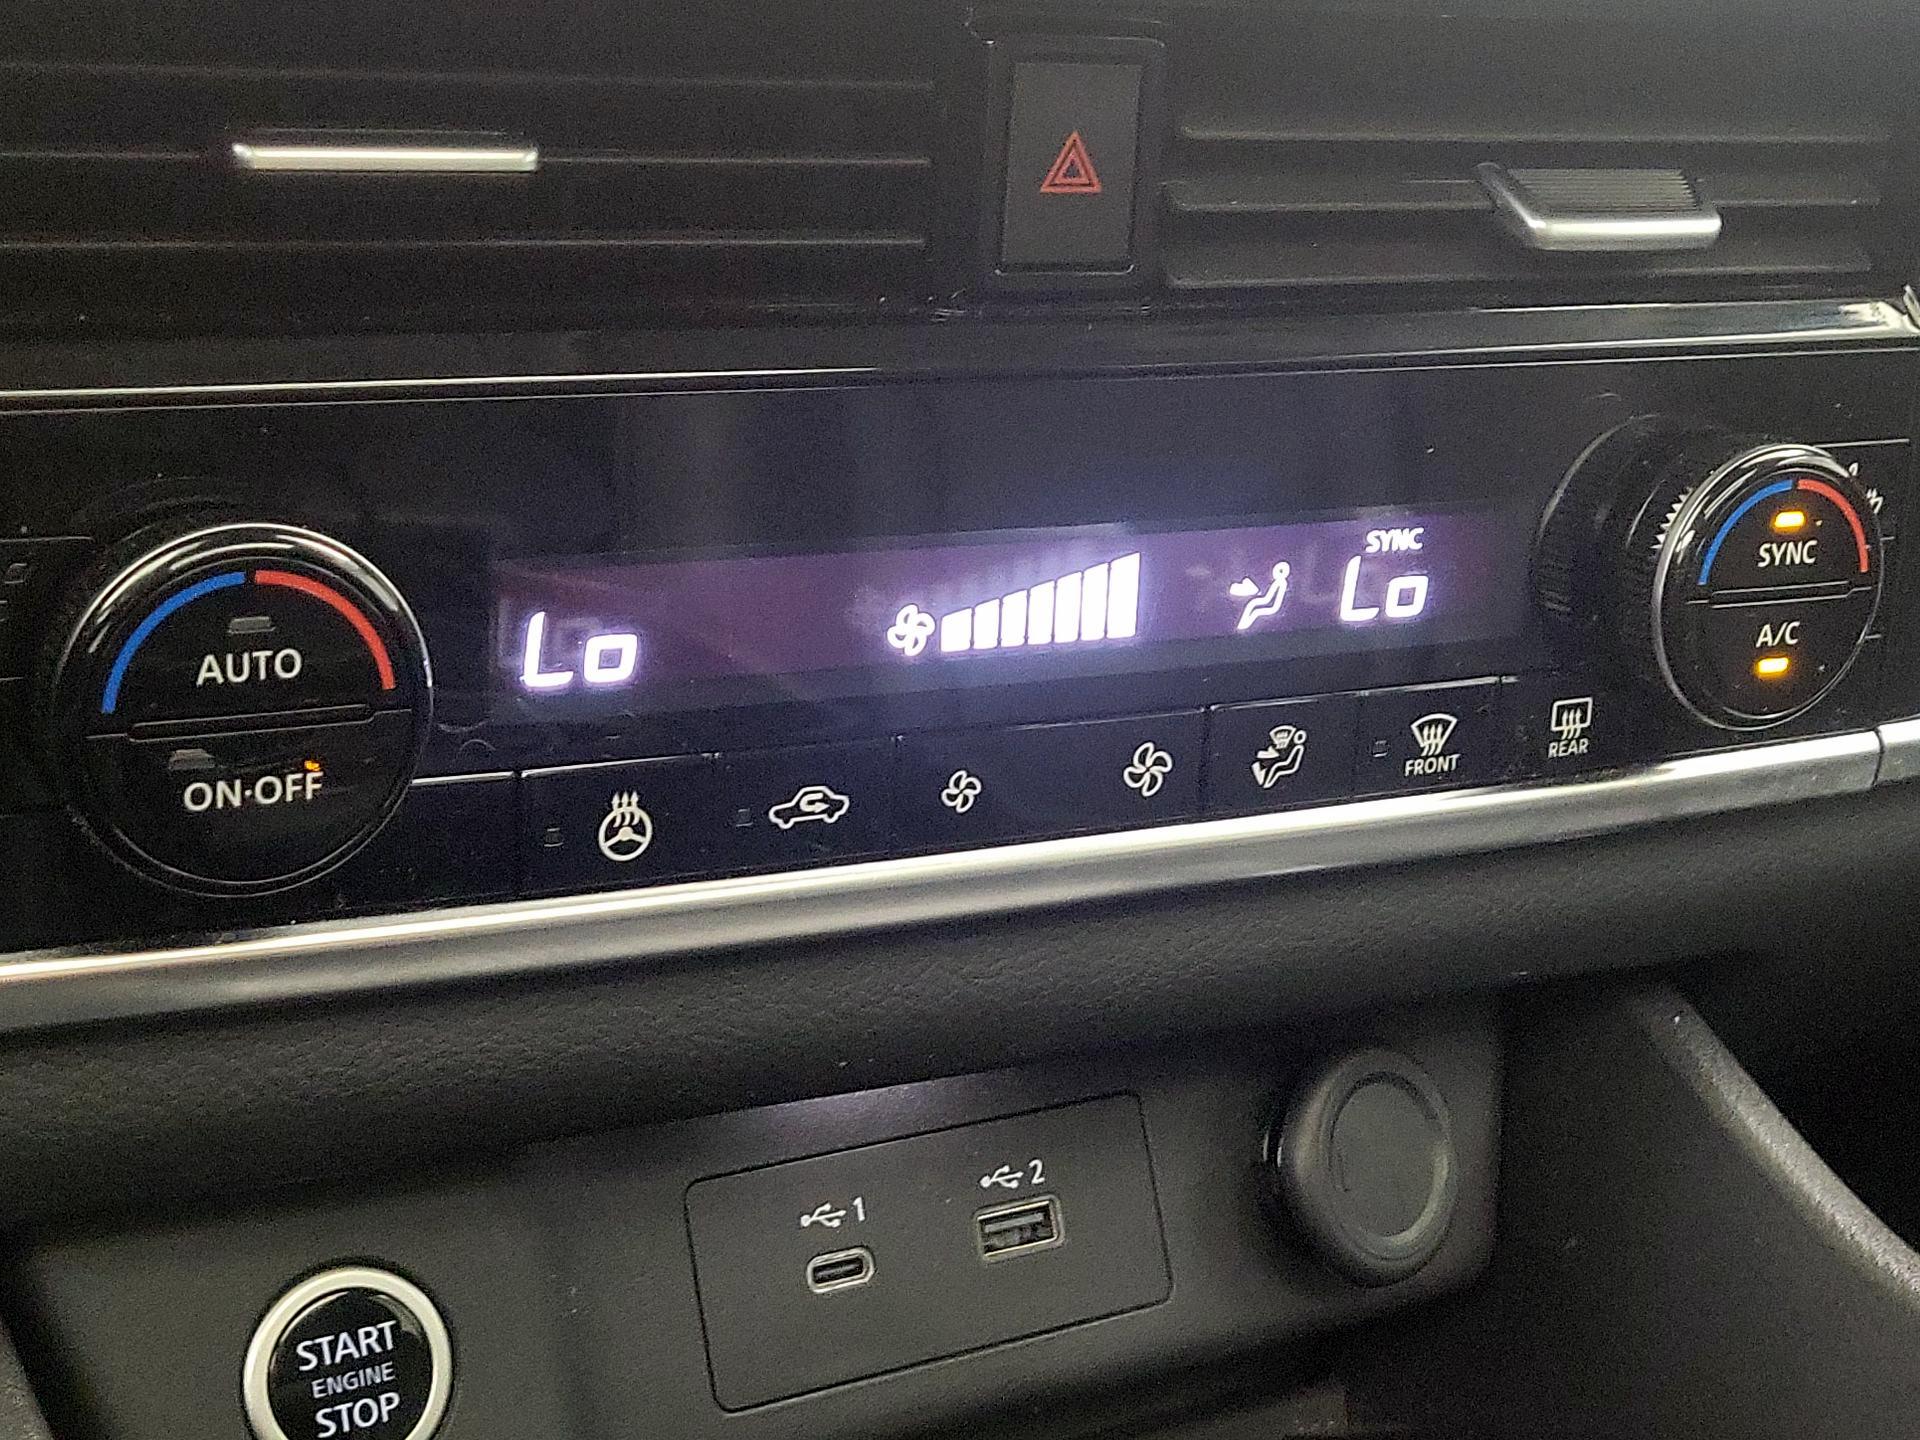 SYNC
Lo
Lo
AUTO
ON·OFF
SYNC
A/C
FRONT
REAR
1
2
START
ENGINE
STOP